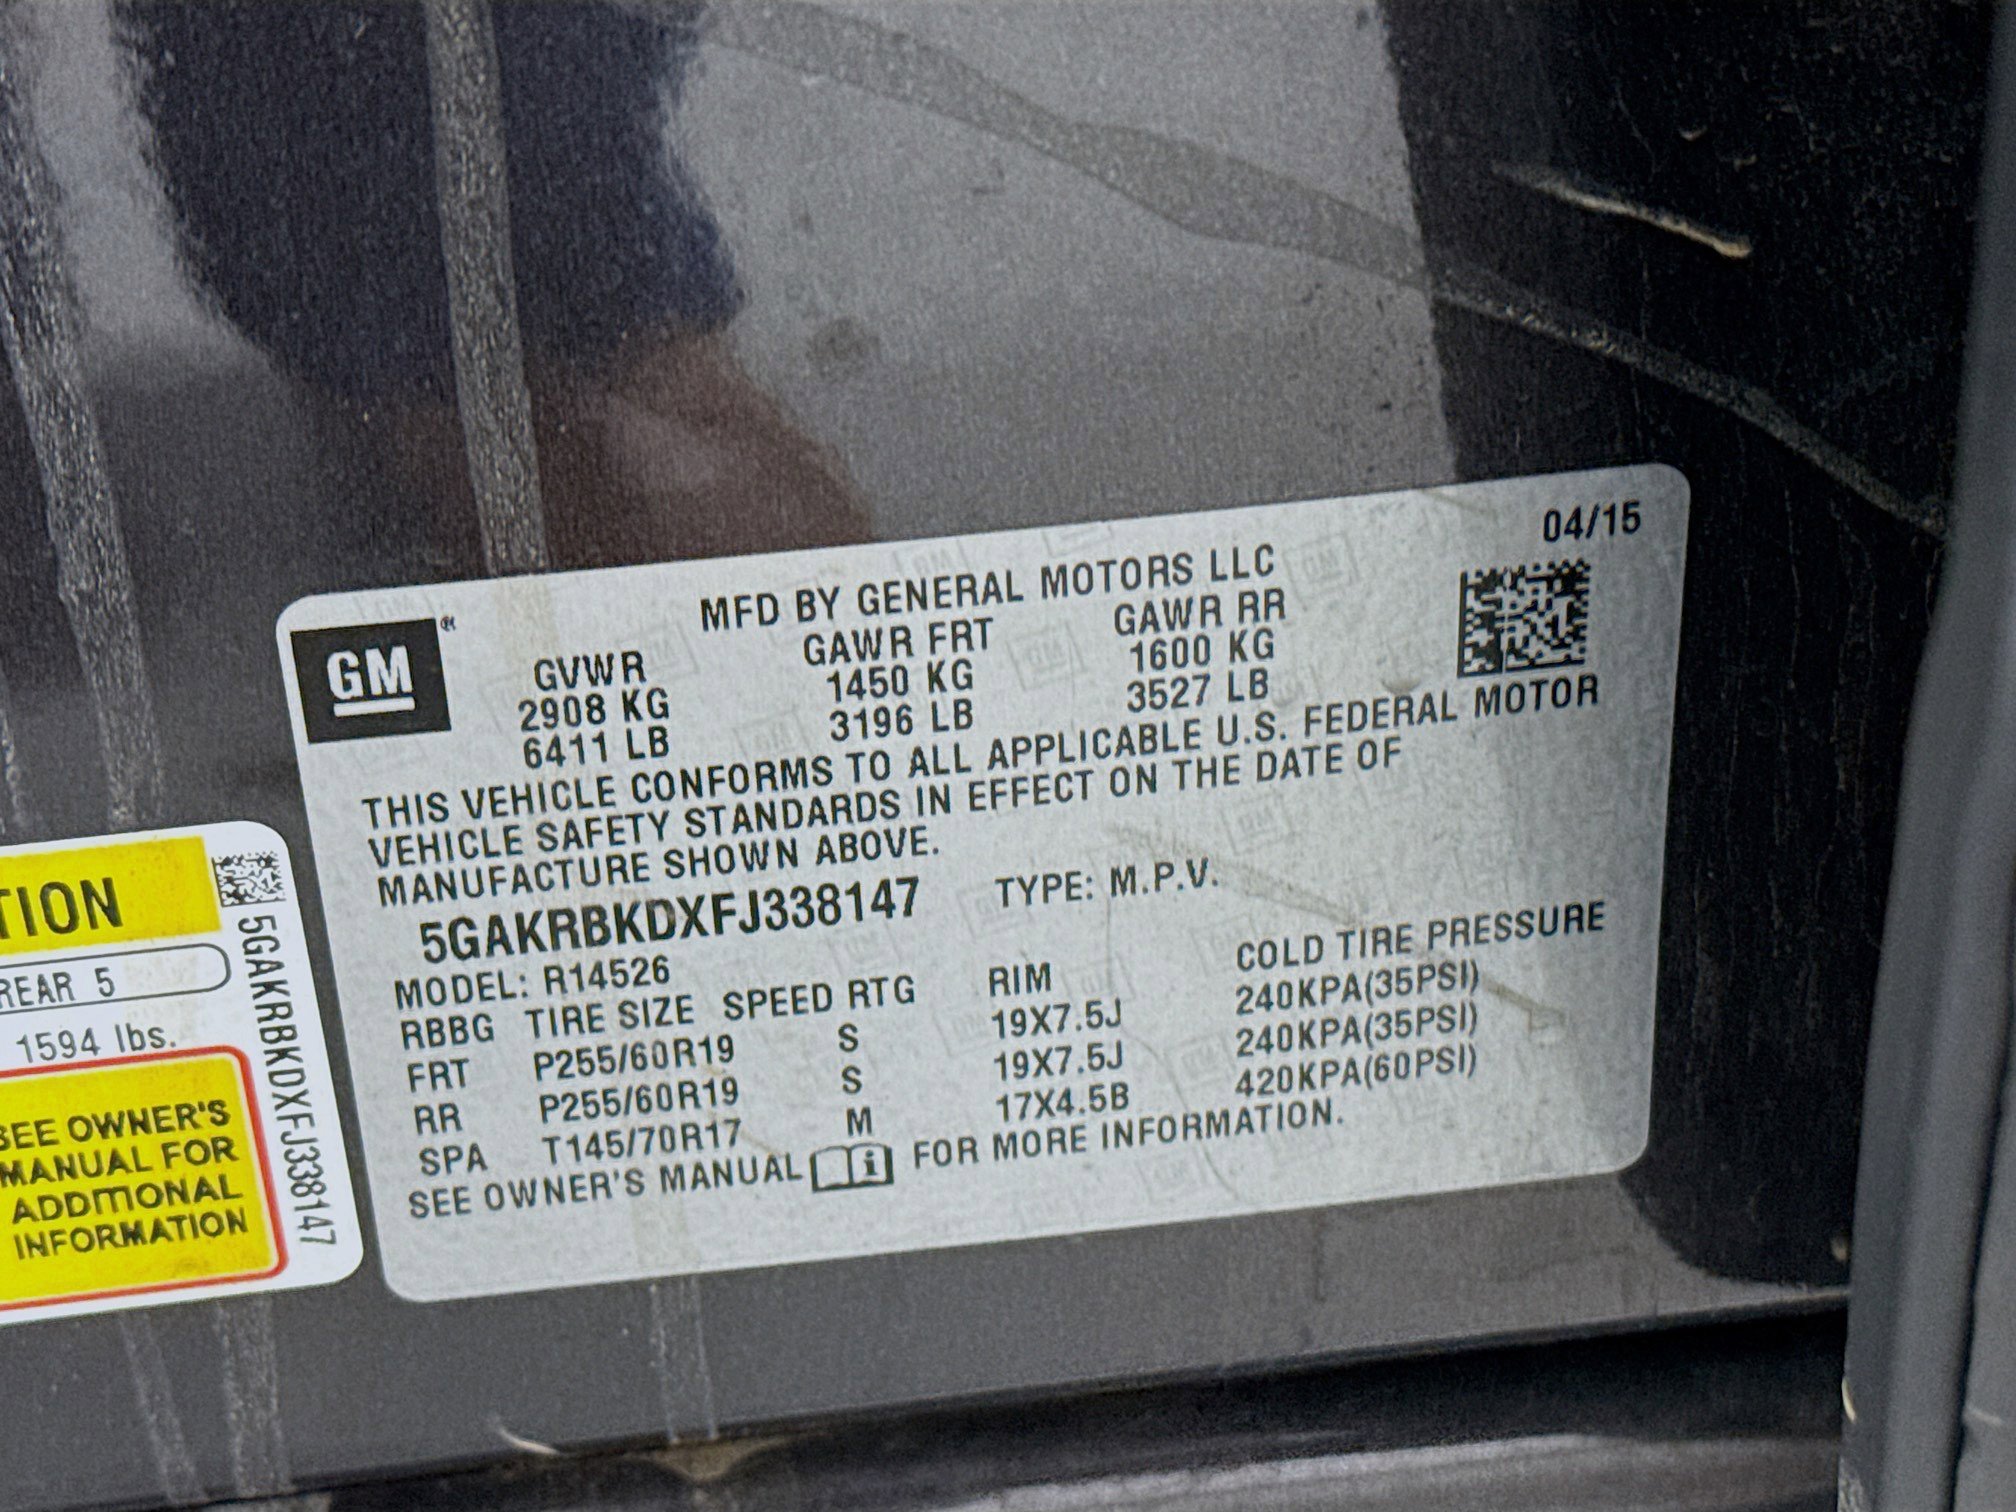 04/15
MFD BY GENERAL MOTORS LLC
GM
GVWR GAWR FRT GAWR RR
2908 KG 1450 KG 1600 KG
6411 LB 3196 LB 3527 LB
THIS VEHICLE CONFORMS TO ALL APPLICABLE U.S. FEDERAL MOTOR
VEHICLE SAFETY STANDARDS IN EFFECT ON THE DATE OF
MANUFACTURE SHOWN ABOVE.
5GAKRBKDXFJ338147 TYPE: M.P.V.
MODEL: R14526
RBBG TIRE SIZE SPEED RTG RIM COLD TIRE PRESSURE
FRT P255/60R19 S 19X7.5J 240KPA(35PSI)
RR P255/60R19 S 19X7.5J 240KPA(35PSI)
SPA T145/70R17 M 17X4.5B 420KPA(60PSI)
SEE OWNER'S MANUAL FOR MORE INFORMATION.
TION
REAR 5
1594 lbs.
SEE OWNER'S
MANUAL FOR
ADDITIONAL
INFORMATION
5GAKRBKDXFJ338147